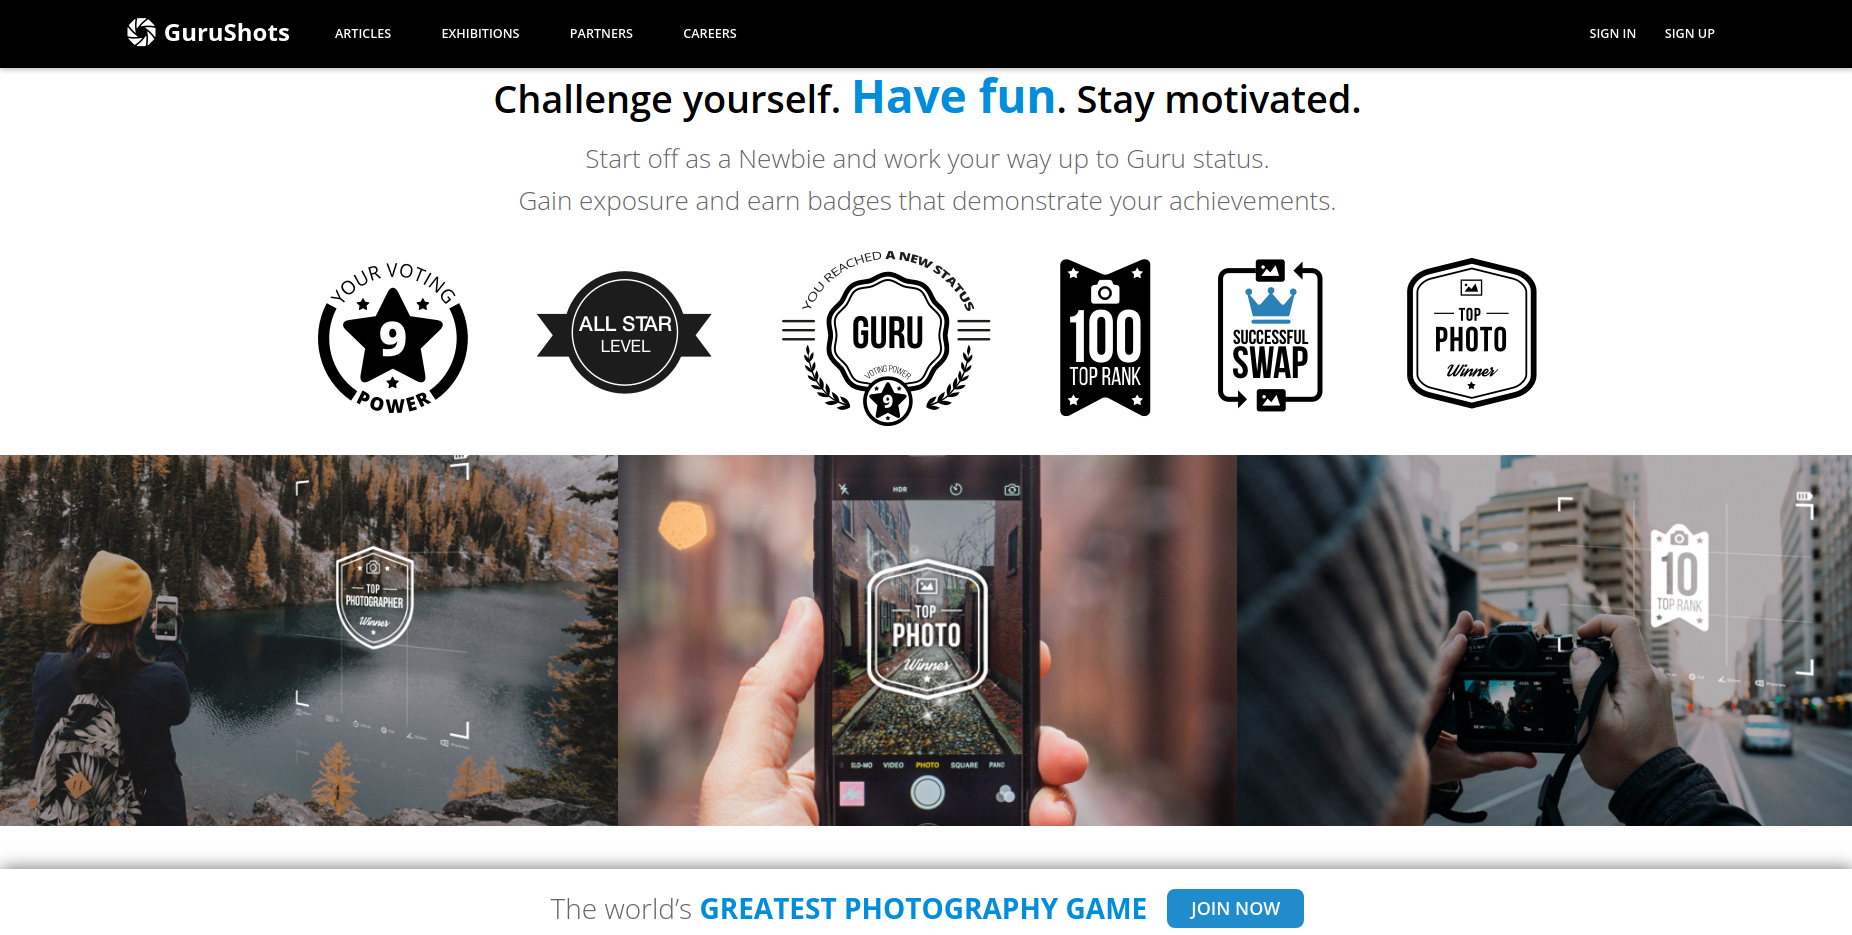 GuruShots ARTICLES EXHIBITIONS PARTNERS CAREERS SIGN IN SIGN UP
Challenge yourself. Have fun. Stay motivated.
Start off as a Newbie and work your way up to Guru status.
Gain exposure and earn badges that demonstrate your achievements.
YOUR VOTING
9
POWER
ALL STAR
LEVEL
YOU REACHED A NEW STATUS
GURU
VOTING POWER
9
100
TOP RANK
SUCCESSFUL
SWAP
TOP
PHOTO
Winner
TOP
PHOTOGRAPHER
Winner
HDR
TOP
PHOTO
Winner
SLO-MO VIDEO PHOTO SQUARE PANO
10
TOP RANK
The world's GREATEST PHOTOGRAPHY GAME JOIN NOW